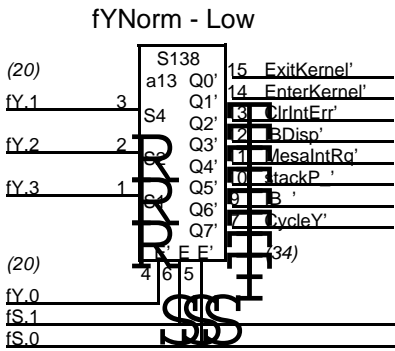 fYNorm - Low
S138
(20)
a13
Q0' 15 ExitKernel'
Q1' 14 EnterKernel'
fY.1 3 S4
Q2' ClrIntErr'
fY.2 2
Q3' BDisp'
Q4' MesaIntRq'
fY.3 1
Q5' stackP_'
Q6' 9
Q7' 7 CycleY'
(20)
E' E E'
(34)
4 6 5
fY.0
fS.1
fS.0